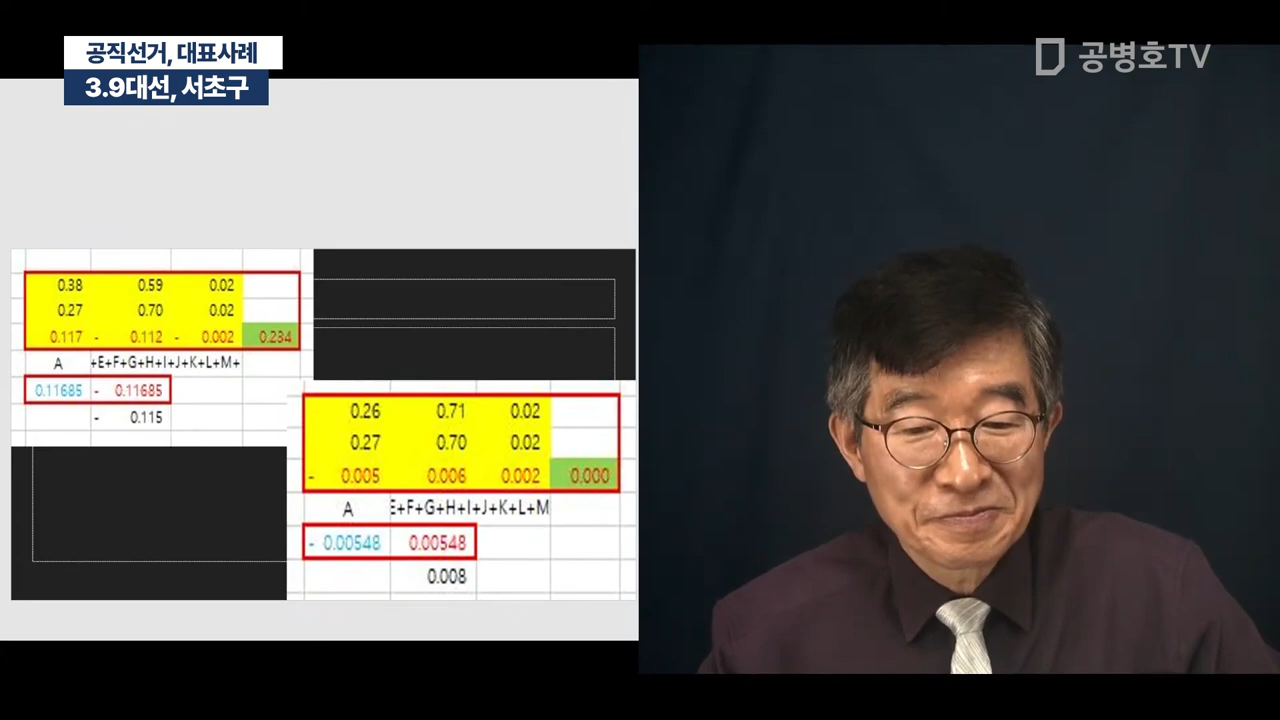 공직선거, 대표사례
3.9대선, 서초구
공병호TV
0.38 0.59 0.02
0.27 0.70 0.02
0.117 - 0.112 - 0.002 0.234
A +E+F+G+H+I+J+K+L+M+
0.11685 - 0.11685
- 0.115
0.26 0.71 0.02
0.27 0.70 0.02
- 0.005 0.006 0.002 0.000
A E+F+G+H+I+J+K+L+M
- 0.00548 0.00548
0.008